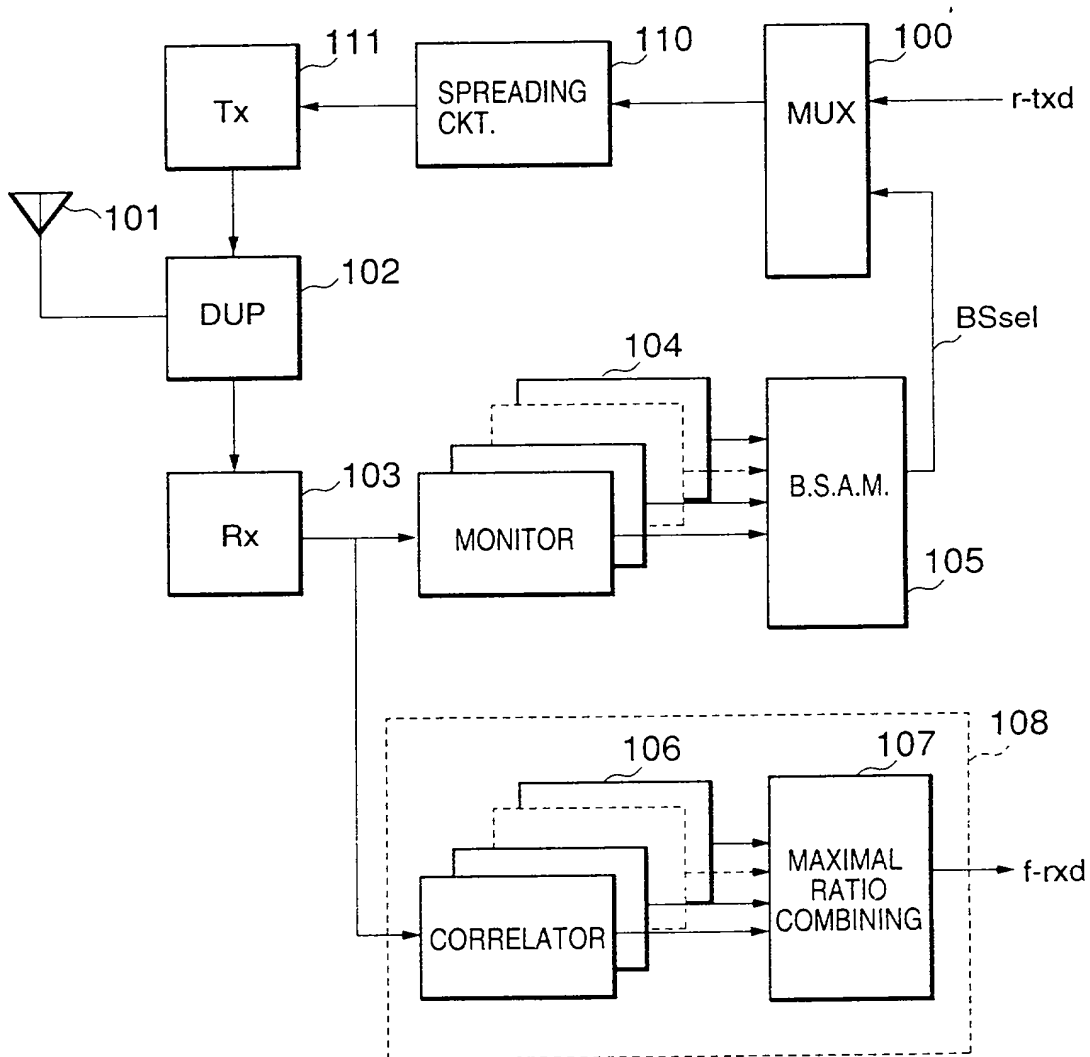 111
110
100
Tx
SPREADING
CKT.
MUX
r-txd
101
102
DUP
BSsel
104
103
B.S.A.M.
Rx
MONITOR
105
108
106
107
MAXIMAL
RATIO
COMBINING
f-rxd
CORRELATOR